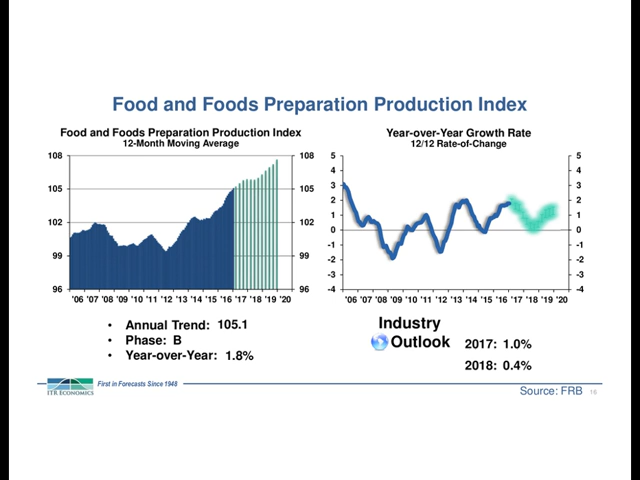 Food and Foods Preparation Production Index
Food and Foods Preparation Production Index
12-Month Moving Average
108
105
102
99
96
108
105
102
99
96
'06 '07 '08 '09 '10 '11 '12 '13 '14 '15 '16 '17 '18 '19 '20
Year-over-Year Growth Rate
12/12 Rate-of-Change
5
4
3
2
1
0
-1
-2
-3
-4
5
4
3
2
1
0
-1
-2
-3
-4
'06 '07 '08 '09 '10 '11 '12 '13 '14 '15 '16 '17 '18 '19 '20
• Annual Trend: 105.1
• Phase: B
• Year-over-Year: 1.8%
Industry
Outlook
2017: 1.0%
2018: 0.4%
First in Forecasts Since 1948
ITR ECONOMICS
Source: FRB
16